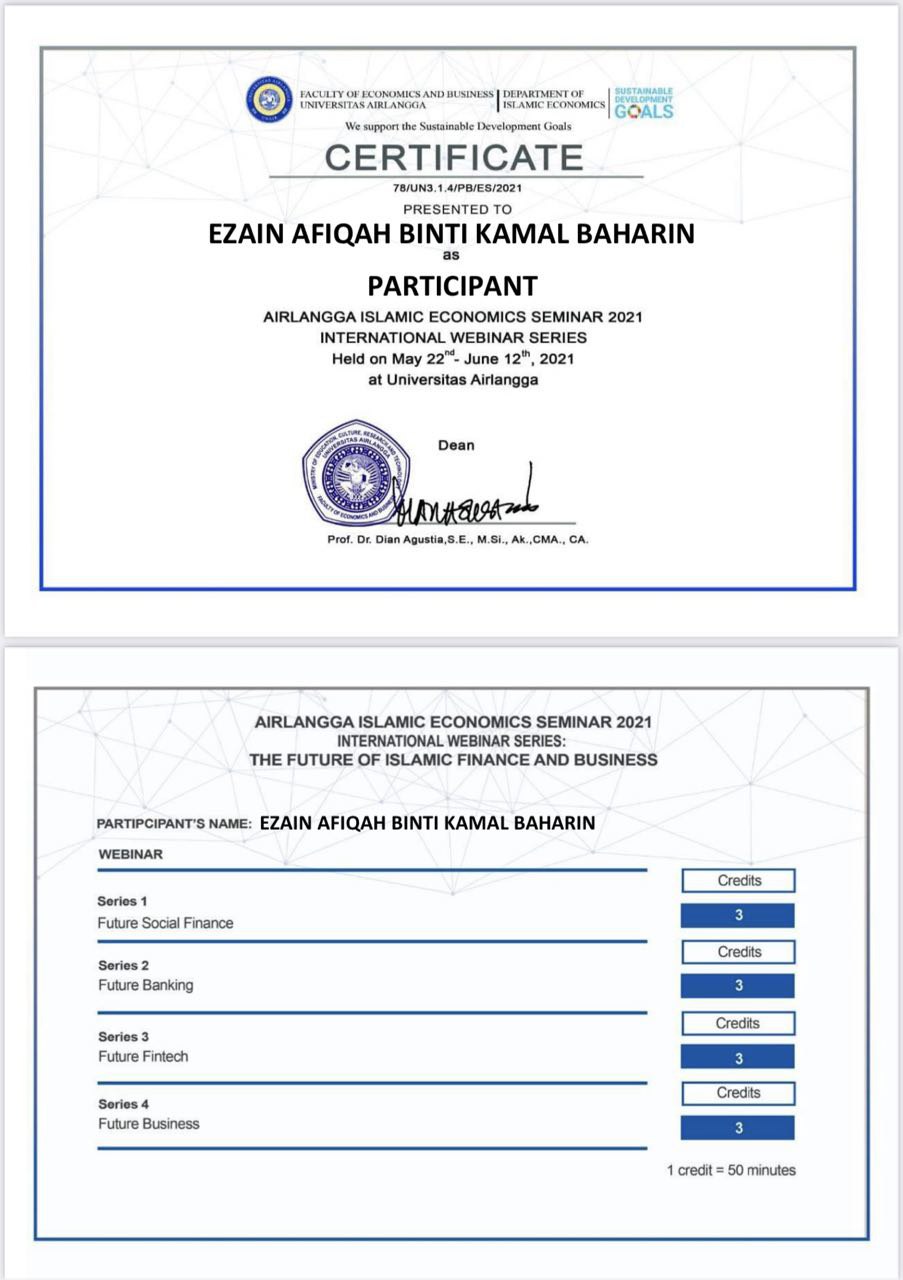 FACULTY OF ECONOMICS AND BUSINESS
UNIVERSITAS AIRLANGGA
DEPARTMENT OF
ISLAMIC ECONOMICS
SUSTAINABLE
DEVELOPMENT
GOALS
We support the Sustainable Development Goals
CERTIFICATE
78/UN3.1.4/PB/ES/2021
PRESENTED TO
EZAIN AFIQAH BINTI KAMAL BAHARIN
as
PARTICIPANT
AIRLANGGA ISLAMIC ECONOMICS SEMINAR 2021
INTERNATIONAL WEBINAR SERIES
Held on May 22nd- June 12th, 2021
at Universitas Airlangga
MINISTRY OF EDUCATION, CULTURE, RESEARCH AND TECHNOLOGY
UNIVERSITAS AIRLANGGA
FACULTY OF ECONOMICS AND BUSINESS
Dean
Prof. Dr. Dian Agustia,S.E., M.Si., Ak.,CMA., CA.
AIRLANGGA ISLAMIC ECONOMICS SEMINAR 2021
INTERNATIONAL WEBINAR SERIES:
THE FUTURE OF ISLAMIC FINANCE AND BUSINESS
PARTIPCIPANT'S NAME: EZAIN AFIQAH BINTI KAMAL BAHARIN
WEBINAR
Credits
Series 1
Future Social Finance
3
Credits
Series 2
Future Banking
3
Credits
Series 3
Future Fintech
3
Credits
Series 4
Future Business
3
1 credit = 50 minutes